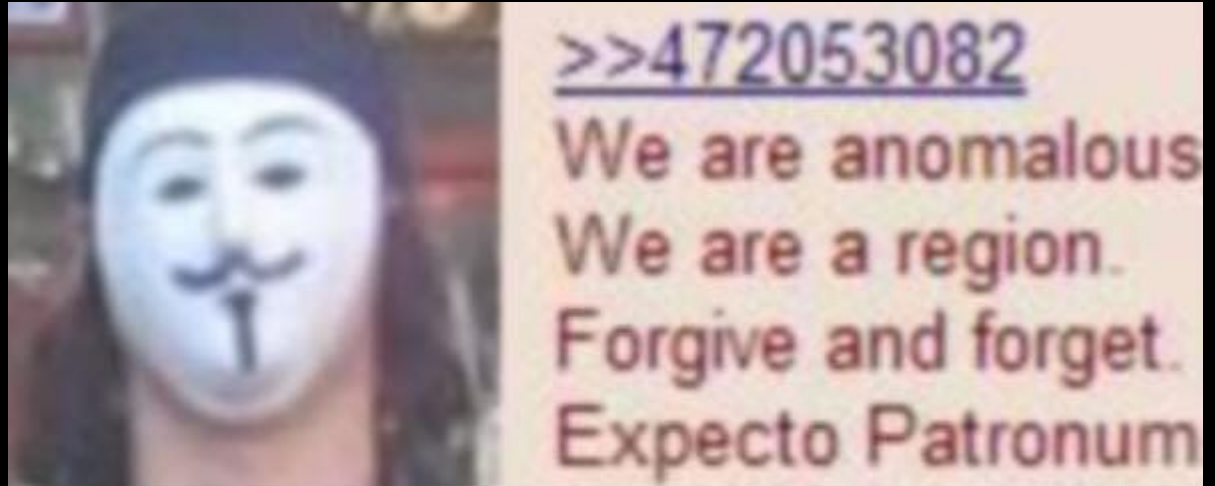 >>472053082
We are anomalous
We are a region.
Forgive and forget.
Expecto Patronum